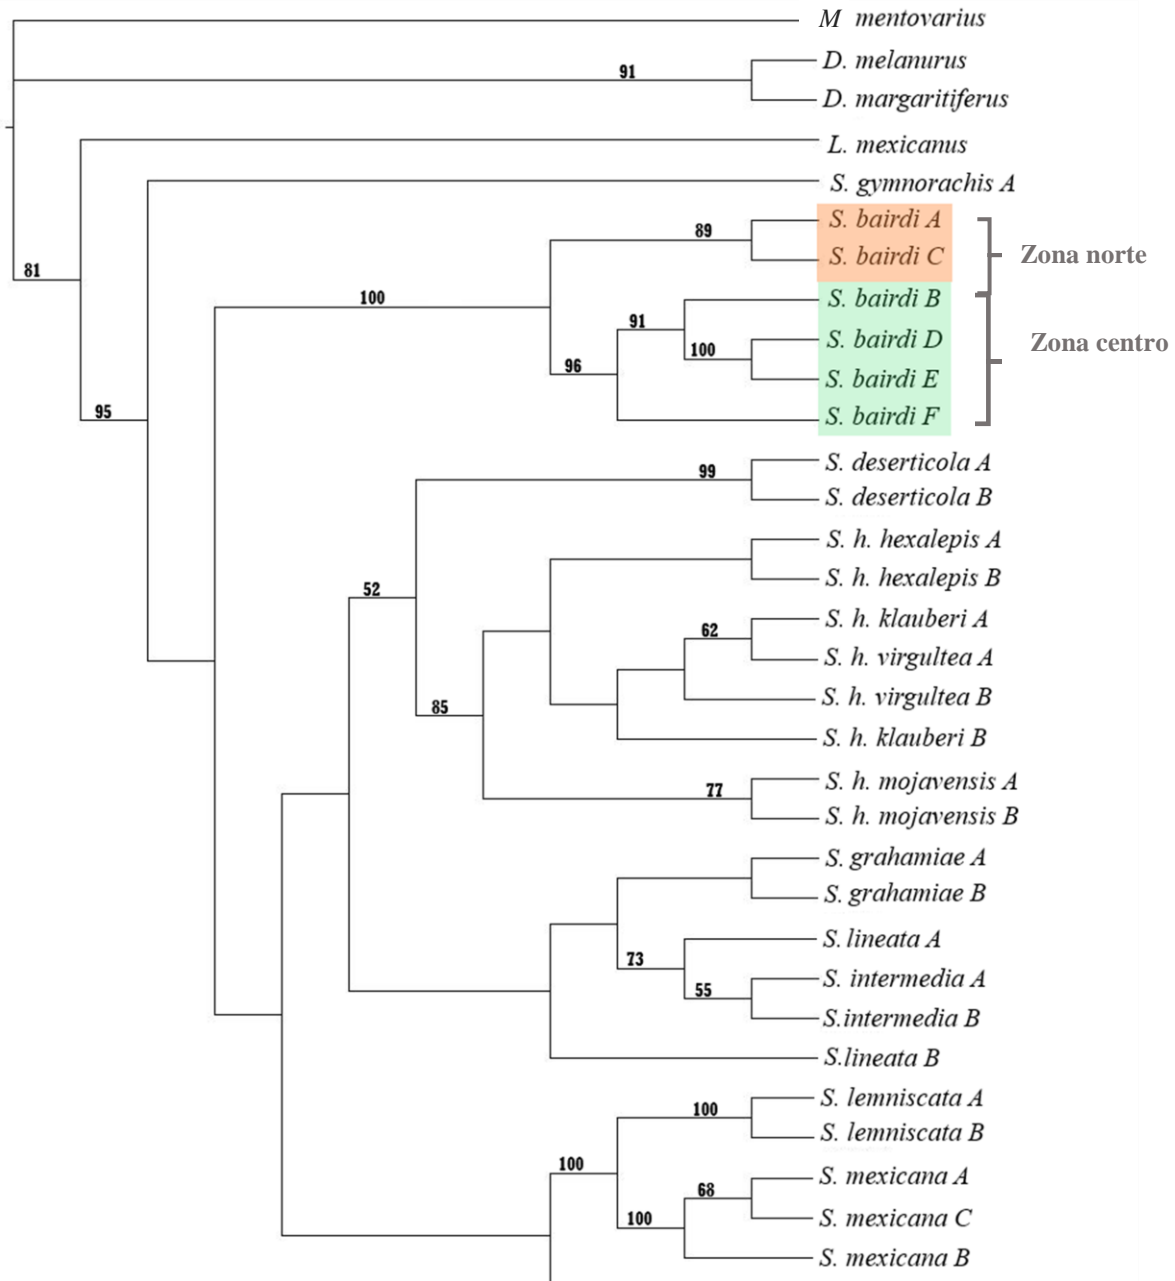 M mentovarius
91
D. melanurus
D. margaritiferus
L. mexicanus
S. gymnorachis A
S. bairdi A
89
S. bairdi C
Zona norte
81
100
S. bairdi B
91
S. bairdi D
Zona centro
100
96
S. bairdi E
95
S. bairdi F
S. deserticola A
99
S. deserticola B
S. h. hexalepis A
S. h. hexalepis B
52
S. h. klauberi A
62
S. h. virgultea A
S. h. virgultea B
85
S. h. klauberi B
S. h. mojavensis A
77
S. h. mojavensis B
S. grahamiae A
S. grahamiae B
S. lineata A
73
S. intermedia A
55
S.intermedia B
S.lineata B
S. lemniscata A
100
S. lemniscata B
100
S. mexicana A
68
S. mexicana C
100
S. mexicana B